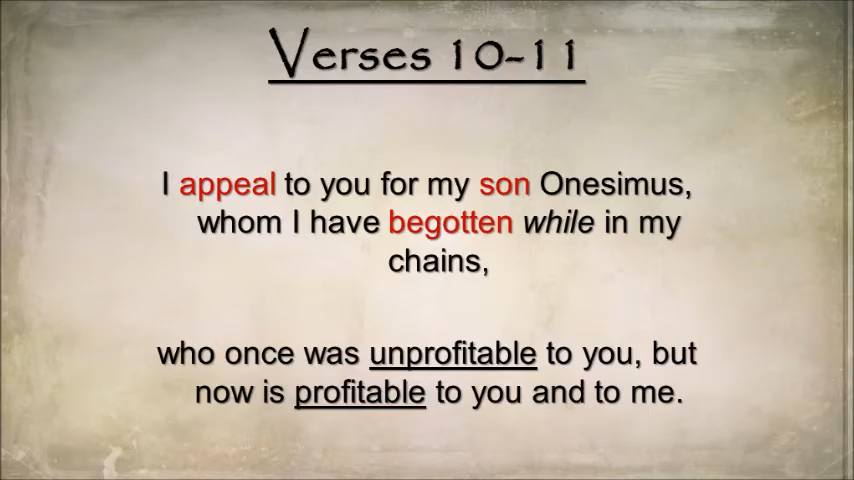 Verses 10-11
I appeal to you for my son Onesimus,
whom I have begotten while in my
chains,
who once was unprofitable to you, but
now is profitable to you and to me.